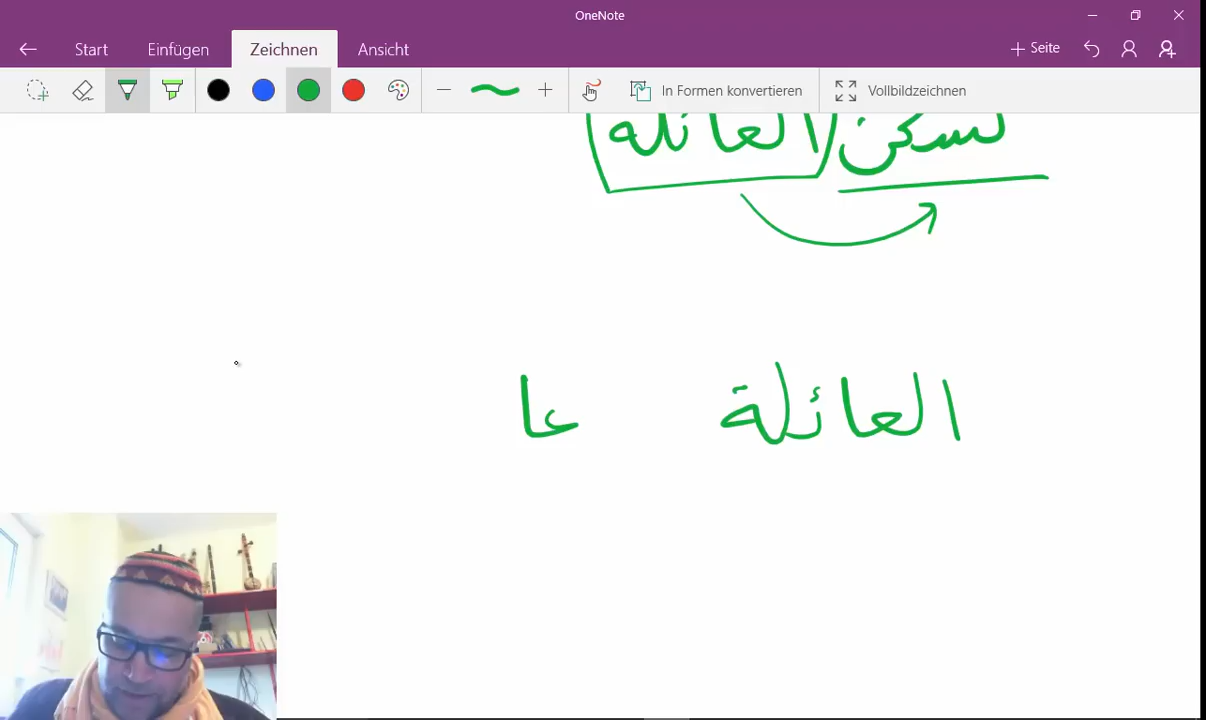 OneNote
Start Einfügen Zeichnen Ansicht Seite
In Formen konvertieren Vollbildzeichnen
تسكن العائلة
العائلة عا